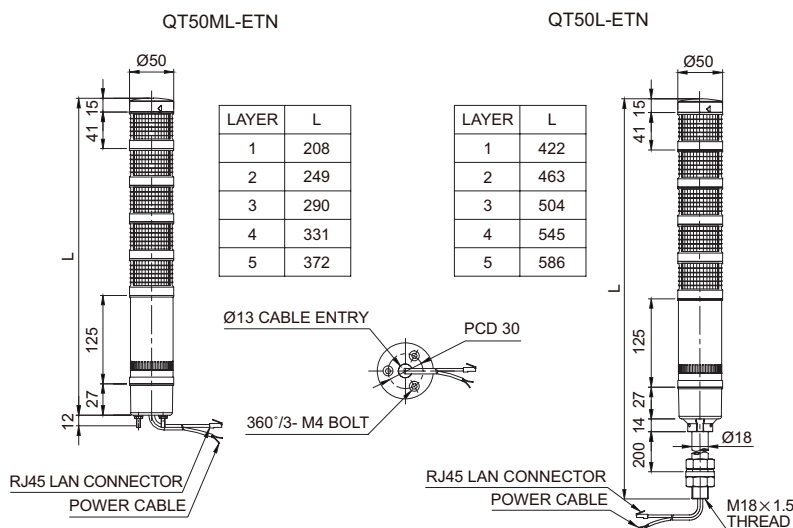 QT50ML-ETN
QT50L-ETN
Ø50
15
41
L
125
27
12
LAYER L
1 208
2 249
3 290
4 331
5 372
RJ45 LAN CONNECTOR
POWER CABLE
Ø13 CABLE ENTRY
PCD 30
360°/3- M4 BOLT
LAYER L
1 422
2 463
3 504
4 545
5 586
Ø50
15
41
L
125
27
14
200
Ø18
RJ45 LAN CONNECTOR
POWER CABLE
M18×1.5
THREAD